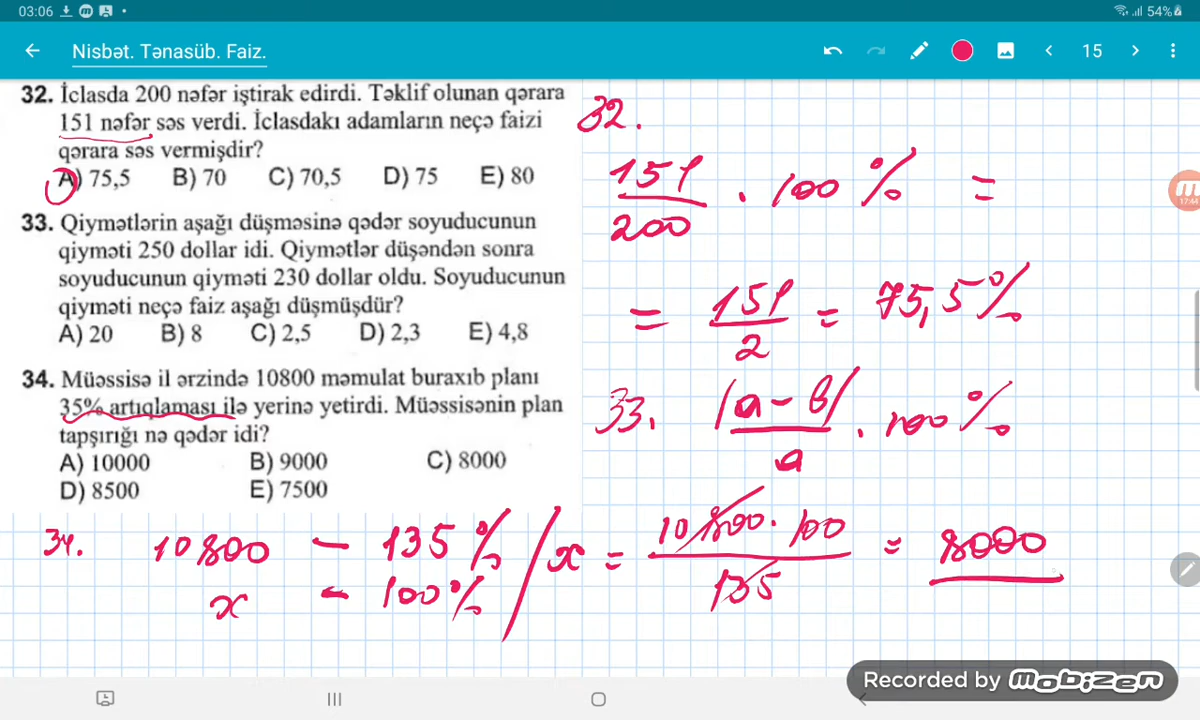 03:06
54%
Nisbət. Tənasüb. Faiz.
15
32. İclasda 200 nəfər iştirak edirdi. Təklif olunan qərara
151 nəfər səs verdi. İclasdakı adamların neçə faizi
qərara səs vermişdir?
A) 75,5 B) 70 C) 70,5 D) 75 E) 80
33. Qiymətlərin aşağı düşməsinə qədər soyuducunun
qiyməti 250 dollar idi. Qiymətlər düşəndən sonra
soyuducunun qiyməti 230 dollar oldu. Soyuducunun
qiyməti neçə faiz aşağı düşmüşdür?
A) 20 B) 8 C) 2,5 D) 2,3 E) 4,8
34. Müəssisə il ərzində 10800 məmulat buraxıb planı
35% artıqlaması ilə yerinə yetirdi. Müəssisənin plan
tapşırığı nə qədər idi?
A) 10000 B) 9000 C) 8000
D) 8500 E) 7500
32.
151/200 · 100% =
= 151/2 = 75,5%
33. |a-b|/a · 100%
34. 10800 - 135% / x = 10800·100/135 = 8000
x - 100%
17:44
Recorded by mobizen